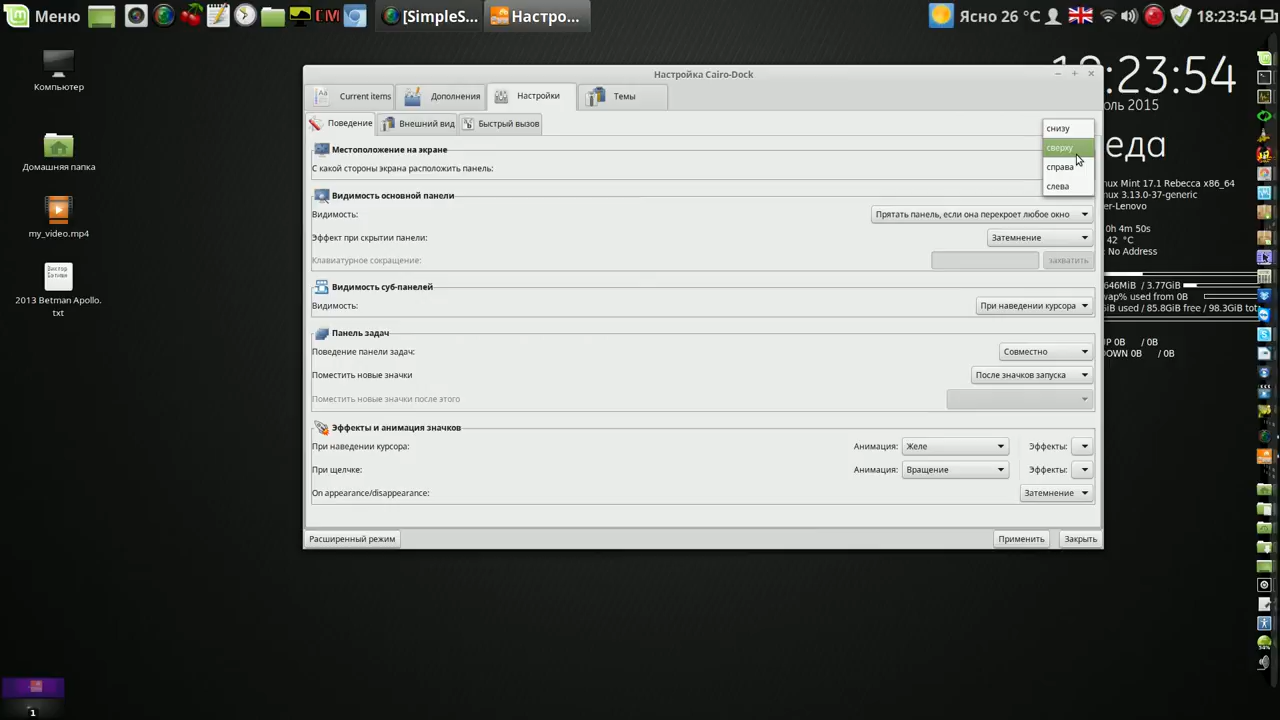 Меню
[SimpleS...
Настро...
Ясно 26 °C
18:23:54
Компьютер
Домашняя папка
my_video.mp4
Виктор
2013 Betman Apollo.
txt
Настройка Cairo-Dock
Current items
Дополнения
Настройки
Темы
Поведение
Внешний вид
Быстрый вызов
Местоположение на экране
С какой стороны экрана расположить панель:
снизу
сверху
справа
слева
Видимость основной панели
Видимость:
Прятать панель, если она перекроет любое окно
Эффект при скрытии панели:
Затемнение
Клавиатурное сокращение:
захватить
Видимость суб-панелей
Видимость:
При наведении курсора
Панель задач
Поведение панели задач:
Совместно
Поместить новые значки
После значков запуска
Поместить новые значки после этого
Эффекты и анимация значков
При наведении курсора:
Анимация:
Желе
Эффекты:
При щелчке:
Анимация:
Вращение
Эффекты:
On appearance/disappearance:
Затемнение
Расширенный режим
Применить
Закрыть
:23:54
оль 2015
еда
nux Mint 17.1 Rebecca x86_64
nux 3.13.0-37-generic
er-Lenovo
0h 4m 50s
42 °C
No Address
646MiB / 3.77GiB
wap% used from 0B
iB used / 85.8GiB free / 98.3GiB tot
UP 0B / 0B
DOWN 0B / 0B
1